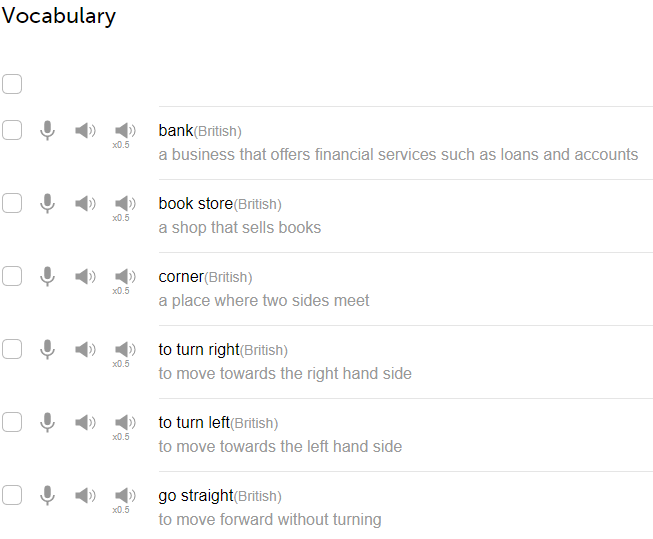 Vocabulary
bank(British)
x0.5
a business that offers financial services such as loans and accounts
book store(British)
x0.5
a shop that sells books
corner(British)
x0.5
a place where two sides meet
to turn right(British)
x0.5
to move towards the right hand side
to turn left(British)
x0.5
to move towards the left hand side
go straight(British)
x0.5
to move forward without turning